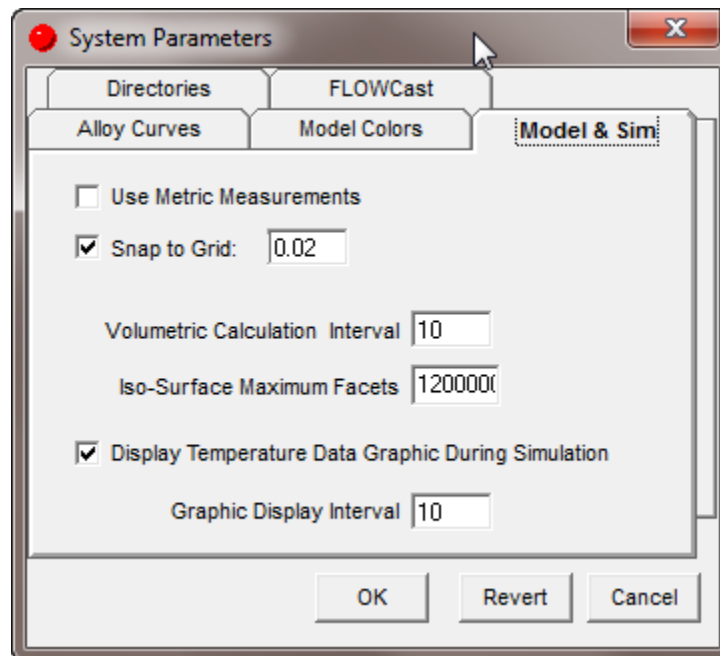 System Parameters
Directories FLOWCast
Alloy Curves Model Colors Model & Sim
Use Metric Measurements
Snap to Grid: 0.02
Volumetric Calculation Interval 10
Iso-Surface Maximum Facets
Display Temperature Data Graphic During Simulation
Graphic Display Interval 10
OK Revert Cancel